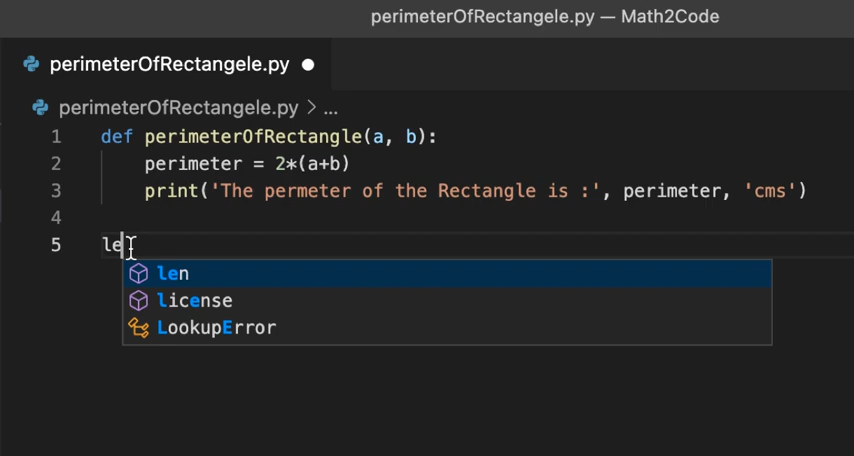 perimeterOfRectangele.py — Math2Code
perimeterOfRectangele.py
perimeterOfRectangele.py > ...
1 def perimeterOfRectangle(a, b):
2 perimeter = 2*(a+b)
3 print('The permeter of the Rectangle is :', perimeter, 'cms')
4
5 le
len
license
LookupError